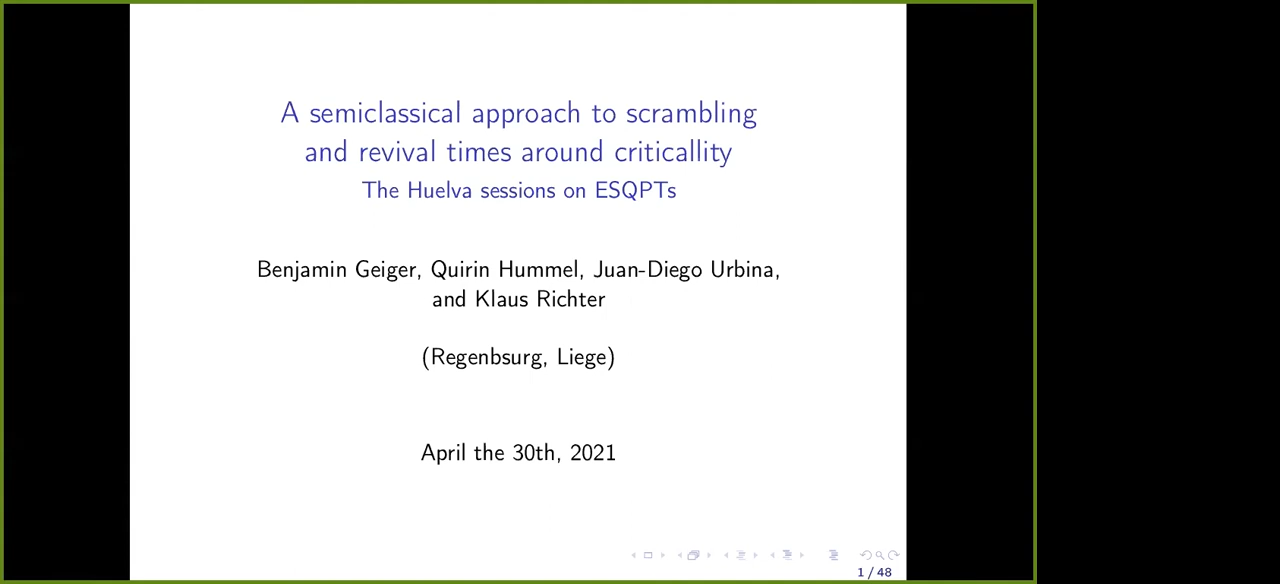 A semiclassical approach to scrambling
and revival times around criticallity
The Huelva sessions on ESQPTs
Benjamin Geiger, Quirin Hummel, Juan-Diego Urbina,
and Klaus Richter
(Regenbsurg, Liege)
April the 30th, 2021
1 / 48